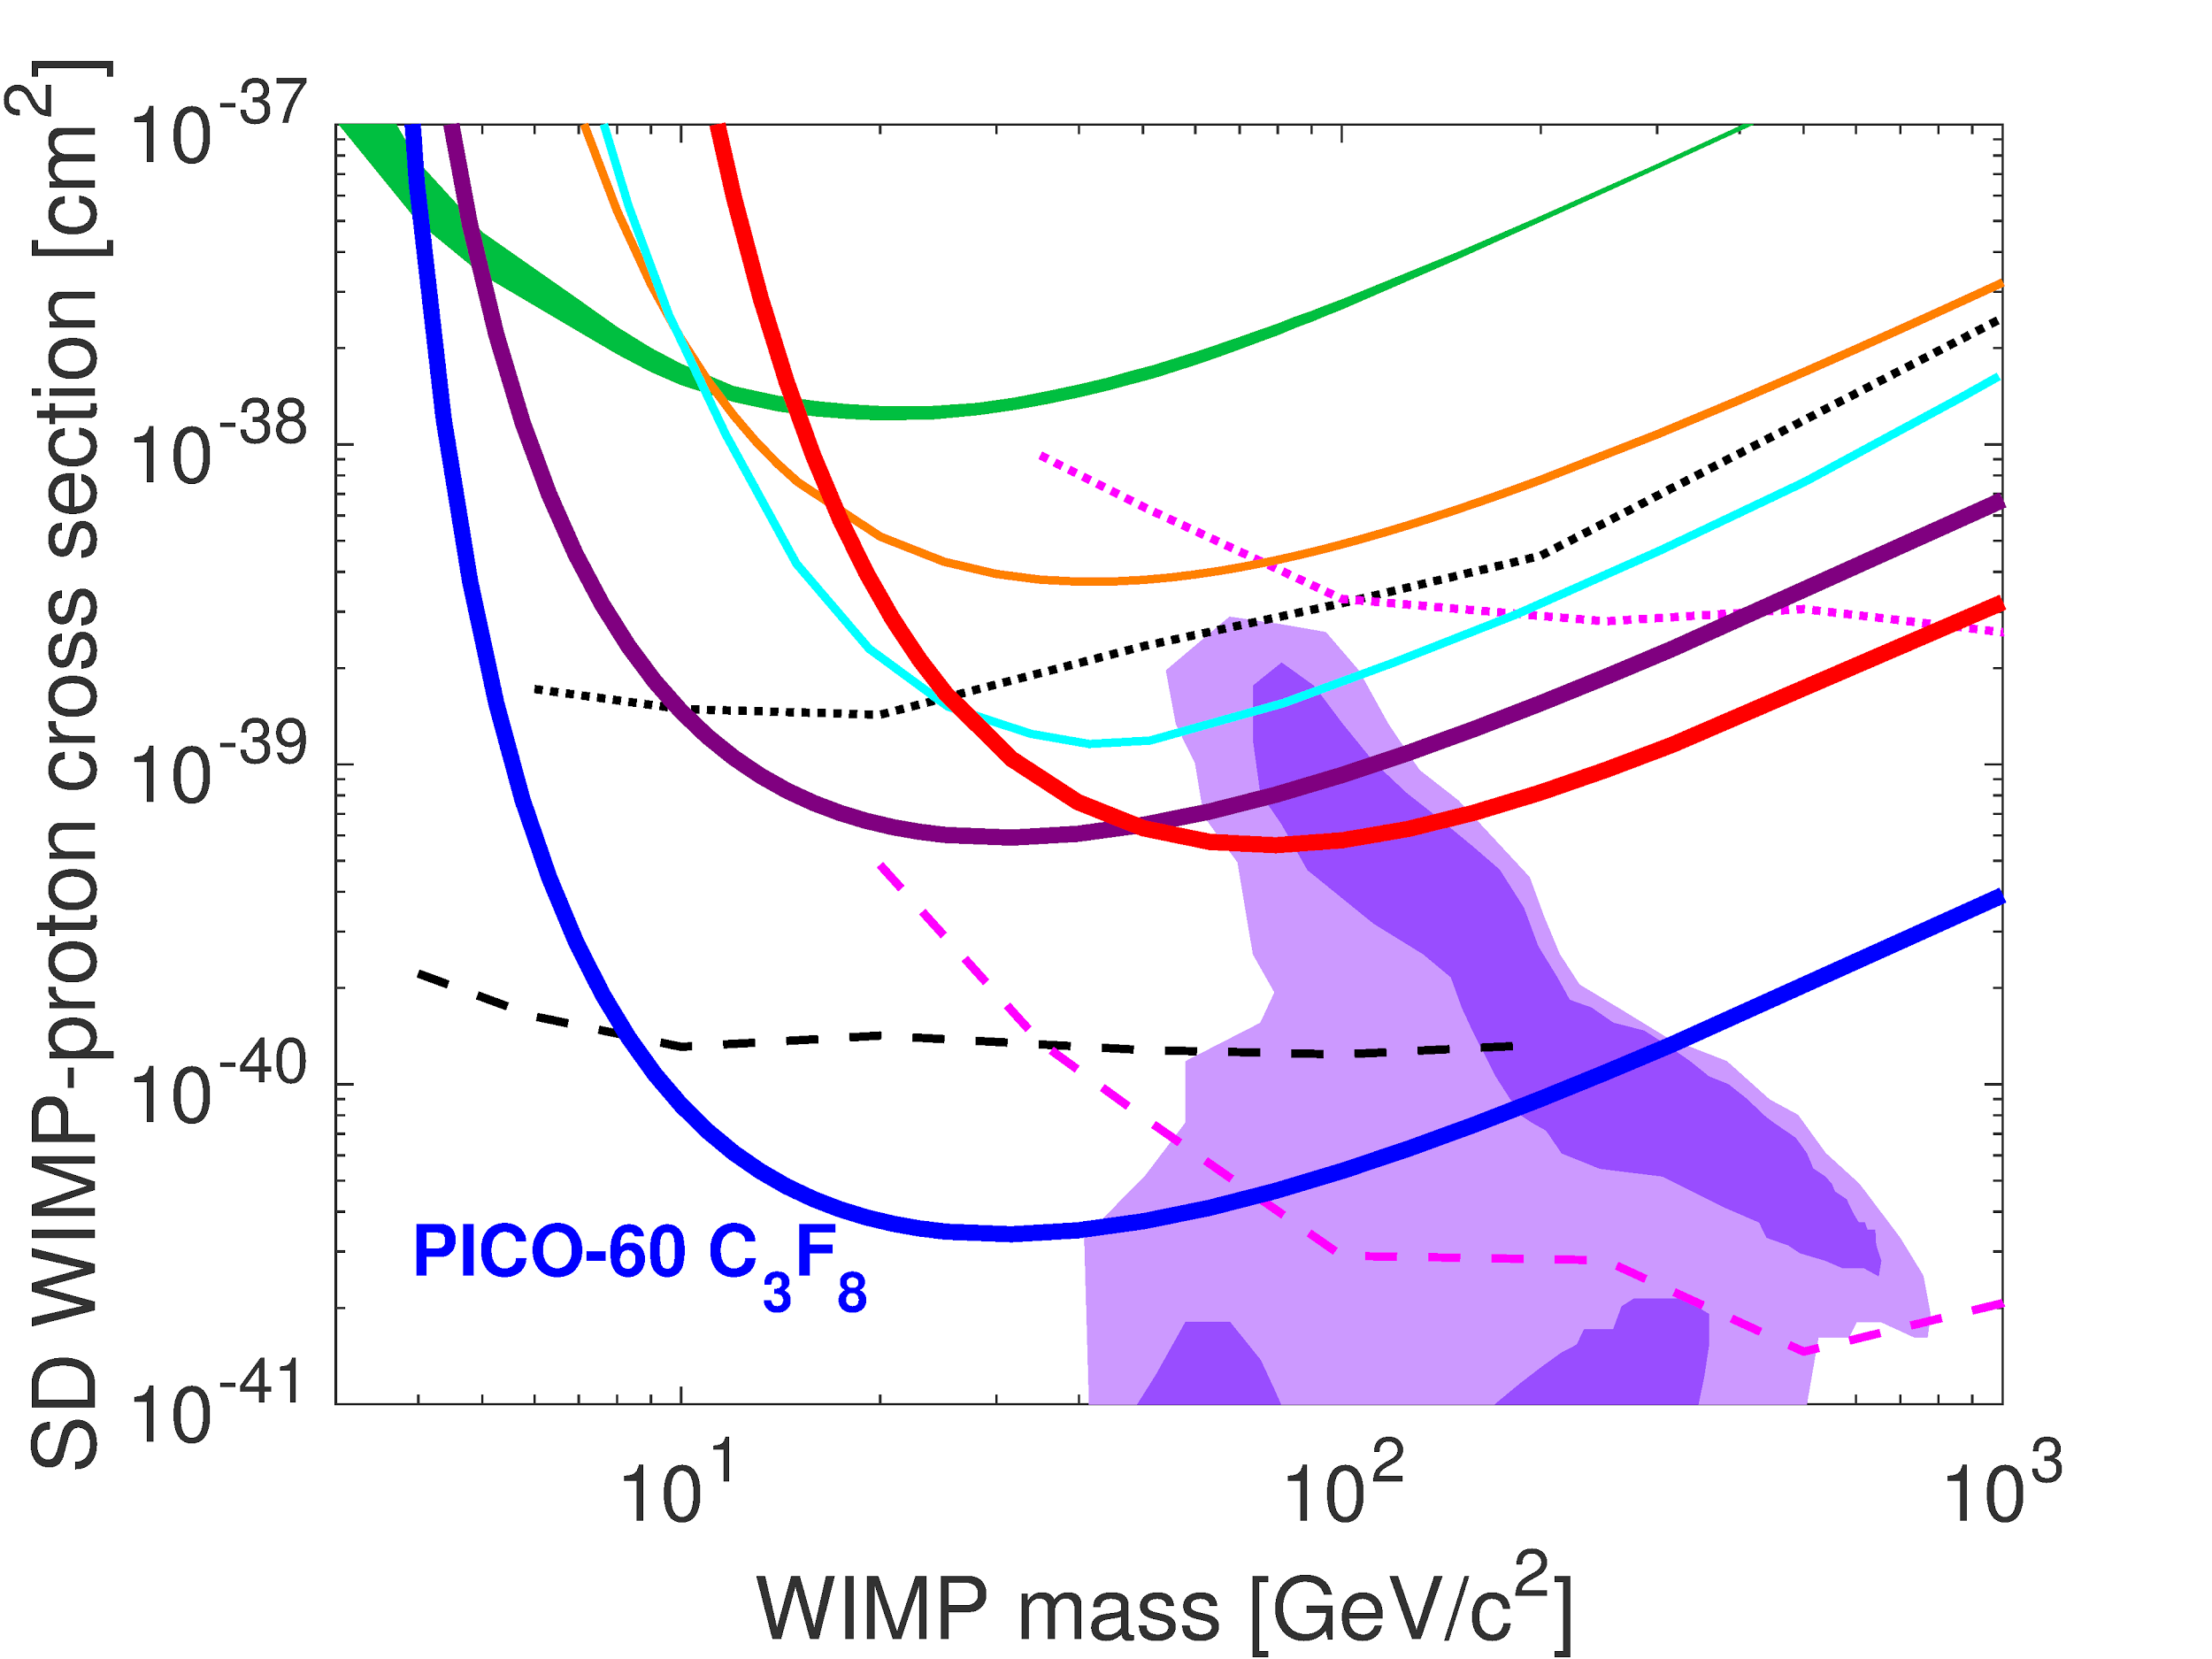 SD WIMP-proton cross section [cm²]
10⁻³⁷
10⁻³⁸
10⁻³⁹
10⁻⁴⁰
10⁻⁴¹
PICO-60 C₃F₈
10¹ 10² 10³
WIMP mass [GeV/c²]